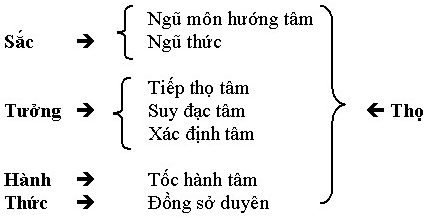 Ngũ môn hướng tâm
Sắc ➔ Ngũ thức
Tiếp thọ tâm
Tưởng ➔ Suy đạc tâm ← Thọ
Xác định tâm
Hành ➔ Tốc hành tâm
Thức ➔ Đồng sở duyên